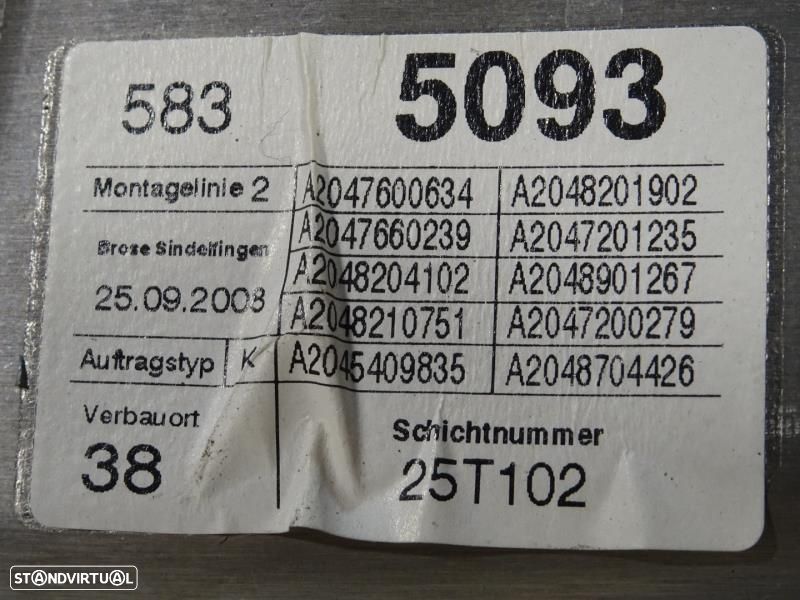 583 5093
Montagelinie 2 A2047600634 A2048201902
A2047660239 A2047201235
Brose Sindelfingen
A2048204102 A2048901267
25.09.2008
A2048210751 A2047200279
Auftragstyp K A2045409835 A2048704426
Verbauort
38
Schichtnummer
25T102
STANDVIRTUAL